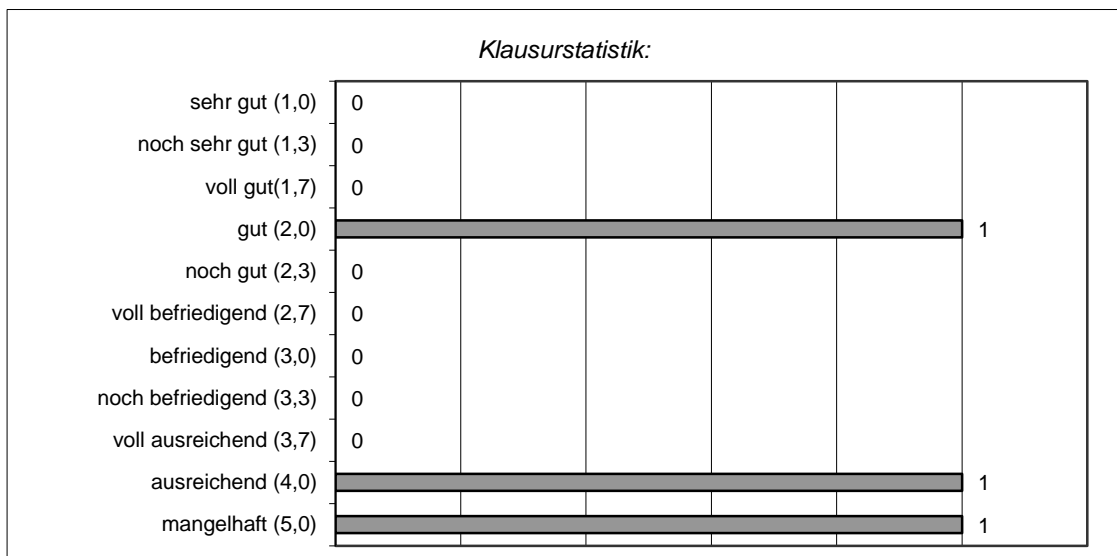 Klausurstatistik:
sehr gut (1,0) 0
noch sehr gut (1,3) 0
voll gut(1,7) 0
gut (2,0) 1
noch gut (2,3) 0
voll befriedigend (2,7) 0
befriedigend (3,0) 0
noch befriedigend (3,3) 0
voll ausreichend (3,7) 0
ausreichend (4,0) 1
mangelhaft (5,0) 1